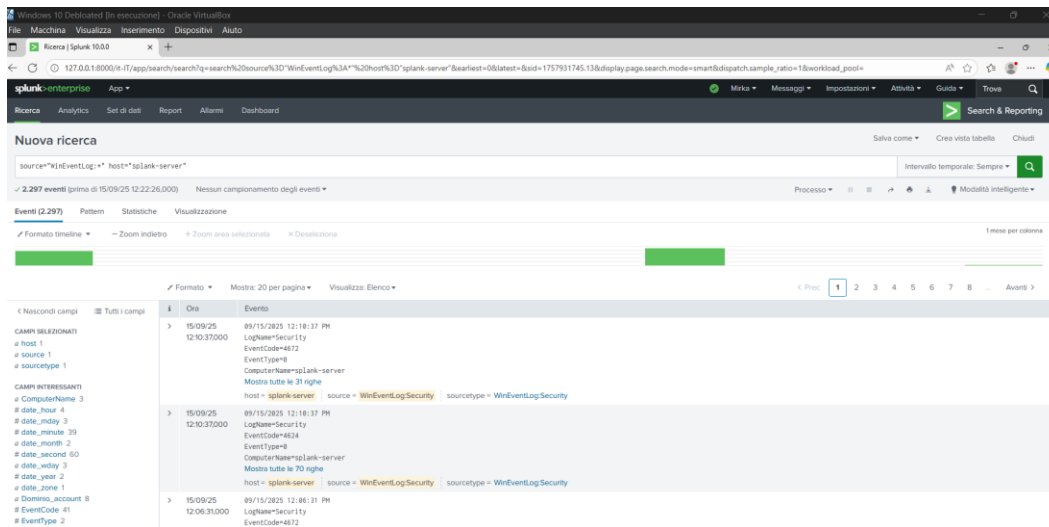 Windows 10 Debloated [In esecuzione] - Oracle VirtualBox
File Macchina Visualizza Inserimento Dispositivi Aiuto
Ricerca | Splunk 10.0.0
127.0.0.1:8000/it-IT/app/search/search?q=search%20source%3D"WinEventLog%3A*"%20host%3D"splank-server"&earliest=0&latest=&sid=1757931745.13&display.page.search.mode=smart&dispatch.sample_ratio=1&workload_pool=
splunk>enterprise App
Mirka Messaggi Impostazioni Attività Guida Trova
Ricerca Analytics Set di dati Report Allarmi Dashboard
Search & Reporting
Nuova ricerca
Salva come Crea vista tabella Chiudi
source="WinEventLog:*" host="splank-server"
Intervallo temporale: Sempre
2.297 eventi (prima di 15/09/25 12:22:26,000) Nessun campionamento degli eventi
Processo Modalità intelligente
Eventi (2.297) Pattern Statistiche Visualizzazione
Formato timeline — Zoom indietro + Zoom area selezionata × Deseleziona
1 mese per colonna
Formato Mostra: 20 per pagina Visualizza: Elenco
< Prec 1 2 3 4 5 6 7 8 ... Avanti >
< Nascondi campi Tutti i campi
i Ora Evento
CAMPI SELEZIONATI
a host 1
a source 1
a sourcetype 1
CAMPI INTERESSANTI
a ComputerName 3
# date_hour 4
# date_mday 3
# date_minute 39
a date_month 2
# date_second 60
a date_wday 3
# date_year 2
a date_zone 1
a Dominio_account 8
# EventCode 41
# EventType 2
> 15/09/25 12:10:37,000
09/15/2025 12:10:37 PM
LogName=Security
EventCode=4672
EventType=0
ComputerName=splank-server
Mostra tutte le 31 righe
host = splank-server source = WinEventLog:Security sourcetype = WinEventLog:Security
> 15/09/25 12:10:37,000
09/15/2025 12:10:37 PM
LogName=Security
EventCode=4624
EventType=0
ComputerName=splank-server
Mostra tutte le 70 righe
host = splank-server source = WinEventLog:Security sourcetype = WinEventLog:Security
> 15/09/25 12:06:31,000
09/15/2025 12:06:31 PM
LogName=Security
EventCode=4672